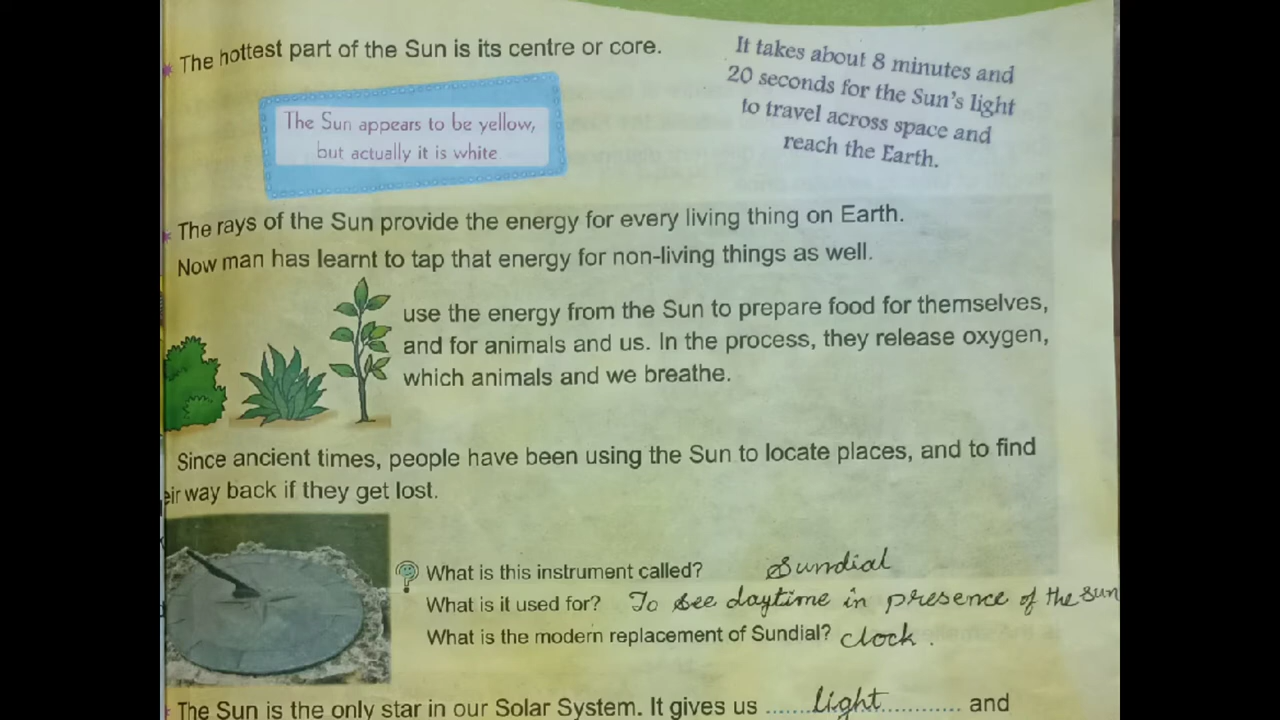 The hottest part of the Sun is its centre or core.
It takes about 8 minutes and
20 seconds for the Sun's light
to travel across space and
reach the Earth.
The Sun appears to be yellow,
but actually it is white
The rays of the Sun provide the energy for every living thing on Earth.
Now man has learnt to tap that energy for non-living things as well.
use the energy from the Sun to prepare food for themselves,
and for animals and us. In the process, they release oxygen,
which animals and we breathe.
Since ancient times, people have been using the Sun to locate places, and to find
eir way back if they get lost.
What is this instrument called? Sundial
What is it used for? To see daytime in presence of the Sun
What is the modern replacement of Sundial? clock.
The Sun is the only star in our Solar System. It gives us ......light.............. and